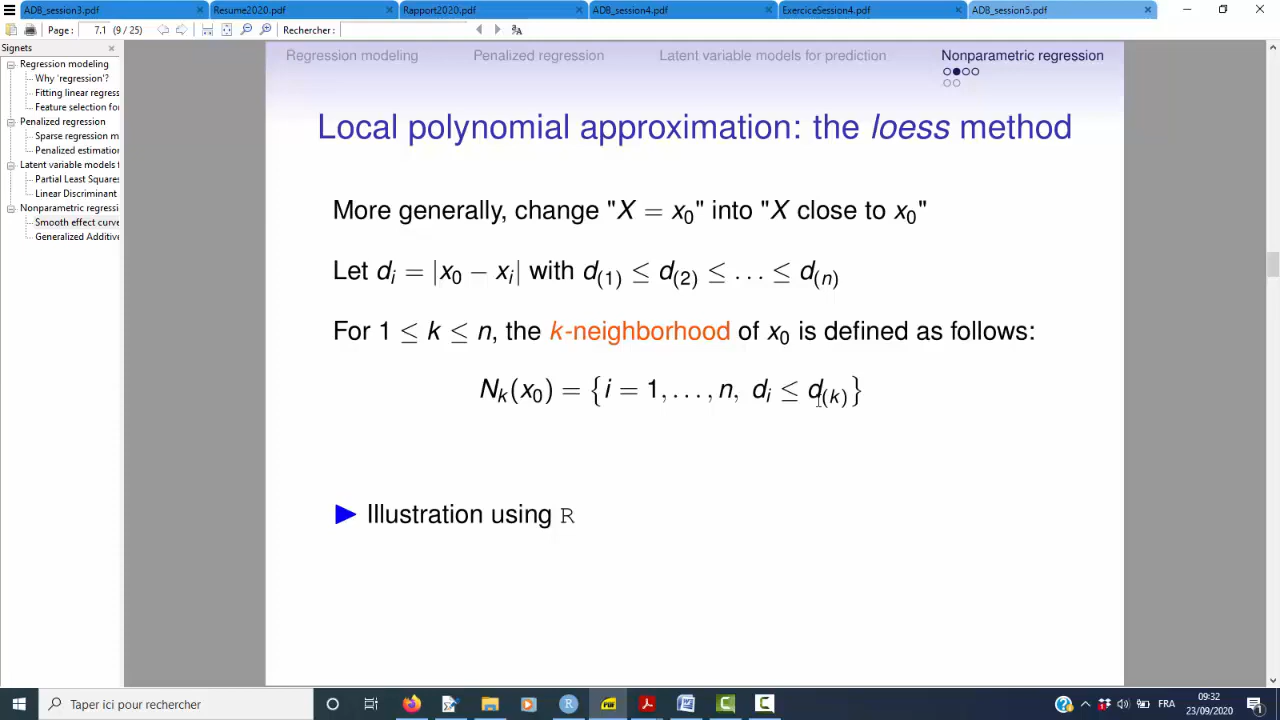 ADB_session3.pdf
Resume2020.pdf
Rapport2020.pdf
ADB_session4.pdf
ExerciceSession4.pdf
ADB_session5.pdf
Page :
7.1 (9 / 25)
Rechercher :
Signets
Regression modeling
Why 'regression'?
Fitting linear regress
Feature selection for
Penalized regression
Sparse regression m
Penalized estimation
Latent variable models f
Partial Least Squares
Linear Discriminant
Nonparametric regressi
Smooth effect curve
Generalized Additive
Regression modeling Penalized regression Latent variable models for prediction Nonparametric regression
Local polynomial approximation: the loess method
More generally, change "X = x₀" into "X close to x₀"
Let dᵢ = |x₀ − xᵢ| with d₍₁₎ ≤ d₍₂₎ ≤ … ≤ d₍ₙ₎
For 1 ≤ k ≤ n, the k-neighborhood of x₀ is defined as follows:
Nₖ(x₀) = {i = 1, …, n, dᵢ ≤ d₍ₖ₎}
Illustration using R
Taper ici pour rechercher
FRA
09:32
23/09/2020